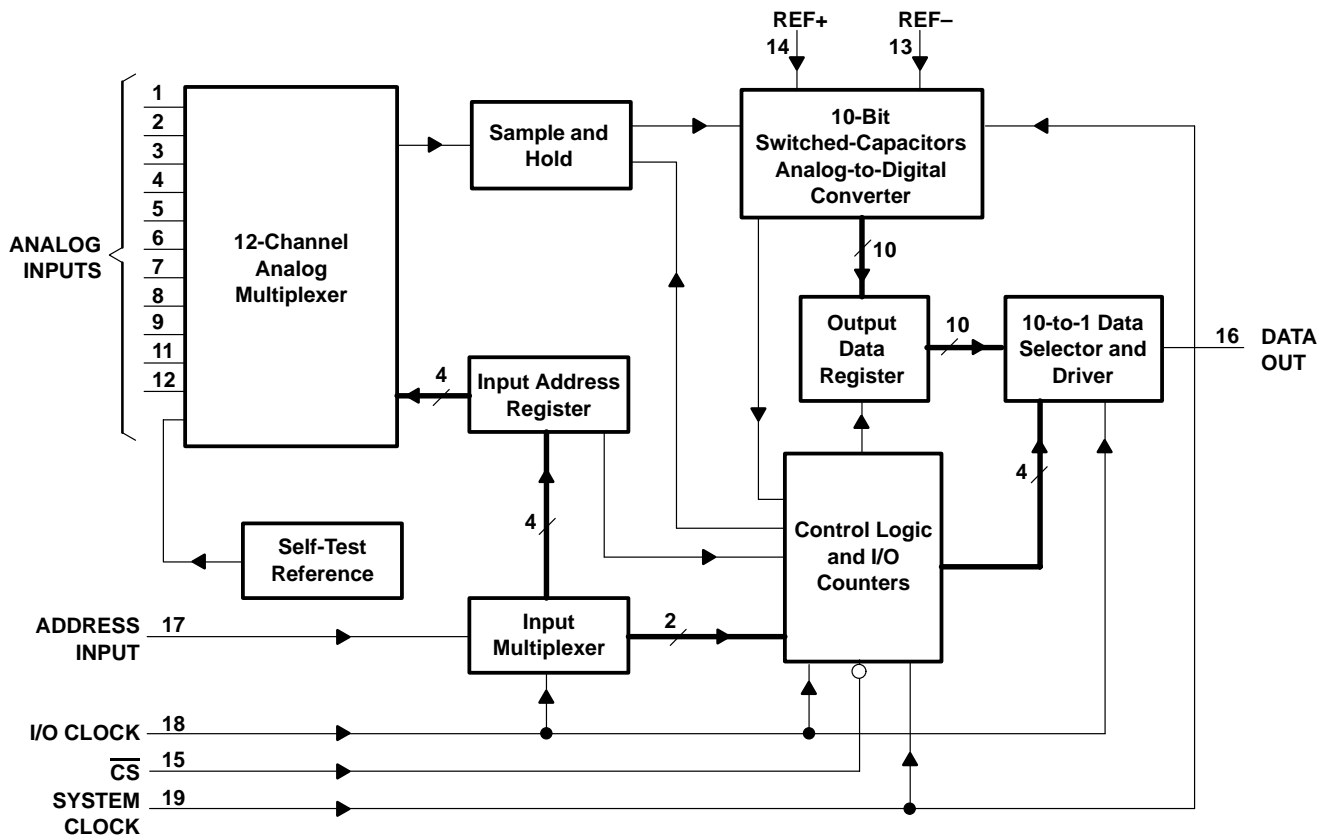 REF+
REF–
14
13
1
2
3
4
5
6
7
8
9
11
12
ANALOG
INPUTS
12-Channel
Analog
Multiplexer
Sample and
Hold
10-Bit
Switched-Capacitors
Analog-to-Digital
Converter
10
Output
Data
Register
10
10-to-1 Data
Selector and
Driver
16
DATA
OUT
4
Input Address
Register
4
4
Self-Test
Reference
Control Logic
and I/O
Counters
ADDRESS
INPUT
17
Input
Multiplexer
2
I/O CLOCK
18
C̅S̅
15
SYSTEM
CLOCK
19